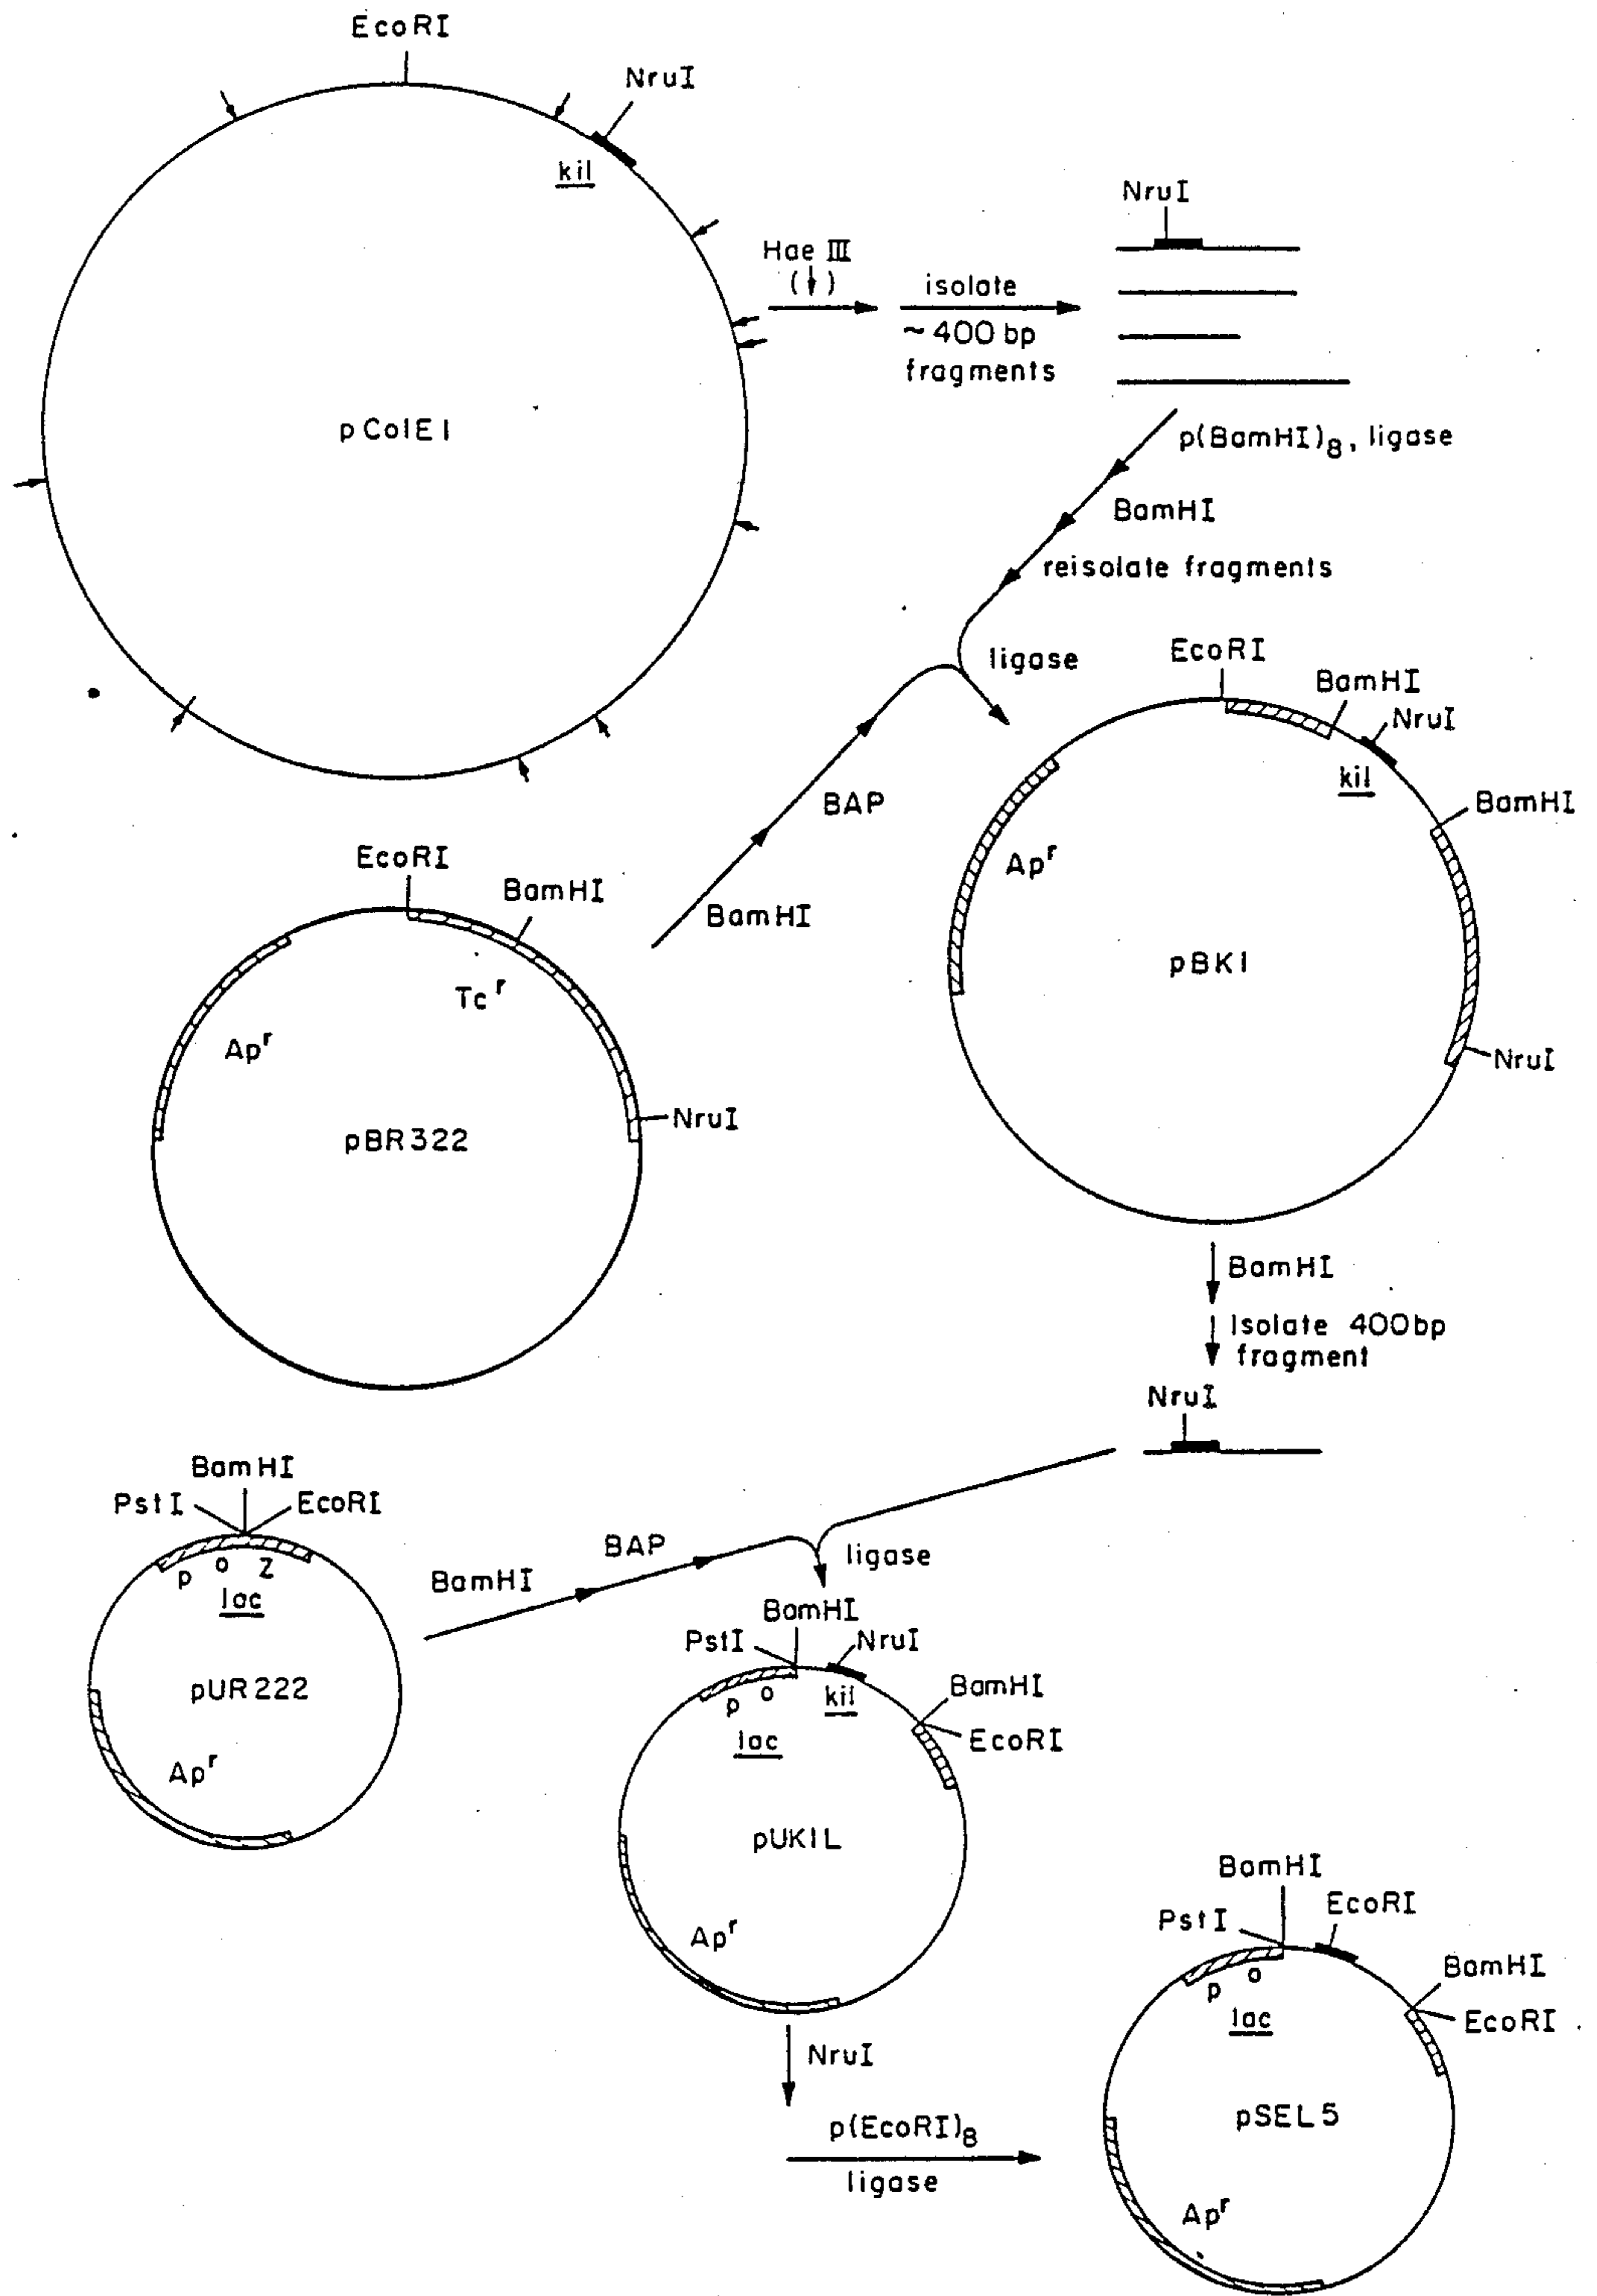 EcoRI
NruI
kil
pColE1
Hae III
(↓)
isolate
~400 bp
fragments
NruI
p(BamHI)8, ligase
BamHI
reisolate fragments
ligase
BAP
BamHI
EcoRI
BamHI
Tcr
Apr
NruI
pBR322
EcoRI
BamHI
NruI
kil
BamHI
Apr
pBK1
NruI
BamHI
Isolate 400bp
fragment
NruI
BamHI
PstI
EcoRI
p o z
lac
pUR222
Apr
BamHI
BAP
ligase
BamHI
PstI
NruI
p o
kil
lac
BamHI
EcoRI
pUK1L
Apr
NruI
p(EcoRI)8
ligase
BamHI
PstI
EcoRI
p o
lac
BamHI
EcoRI
pSEL5
Apr